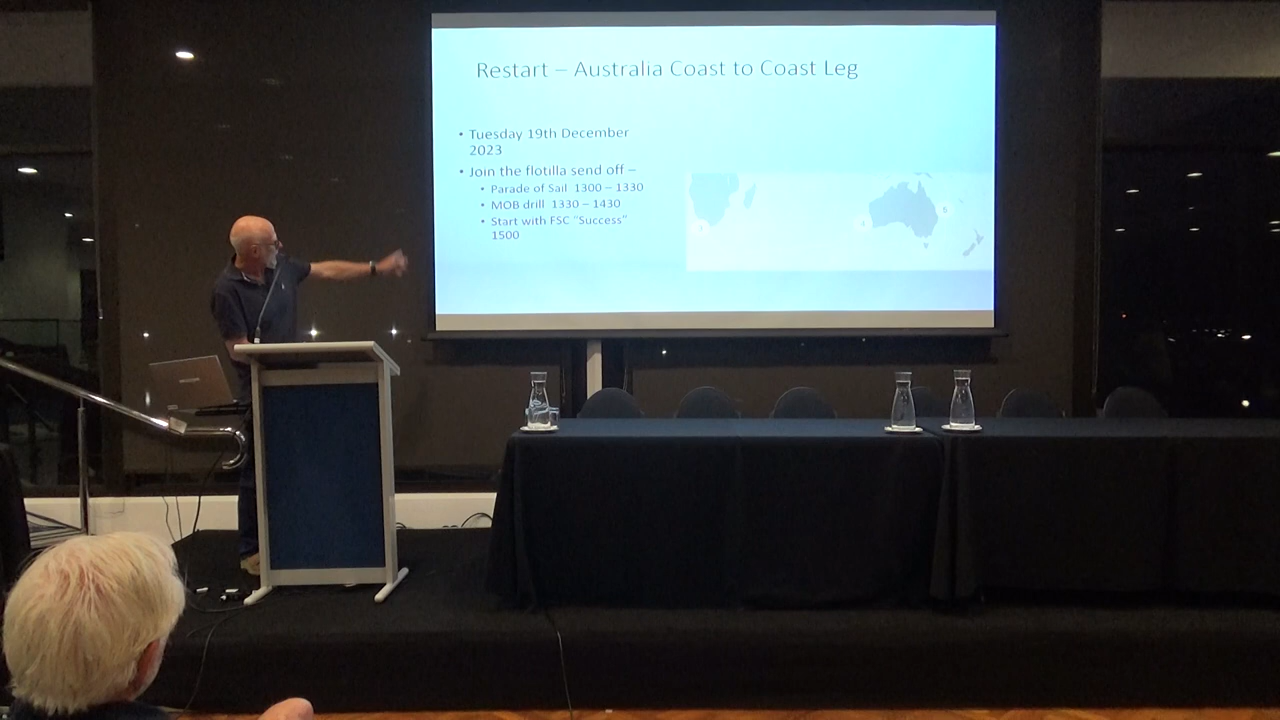 Restart – Australia Coast to Coast Leg
• Tuesday 19th December
2023
• Join the flotilla send off –
• Parade of Sail 1300 – 1330
• MOB drill 1330 – 1430
• Start with FSC "Success"
1500